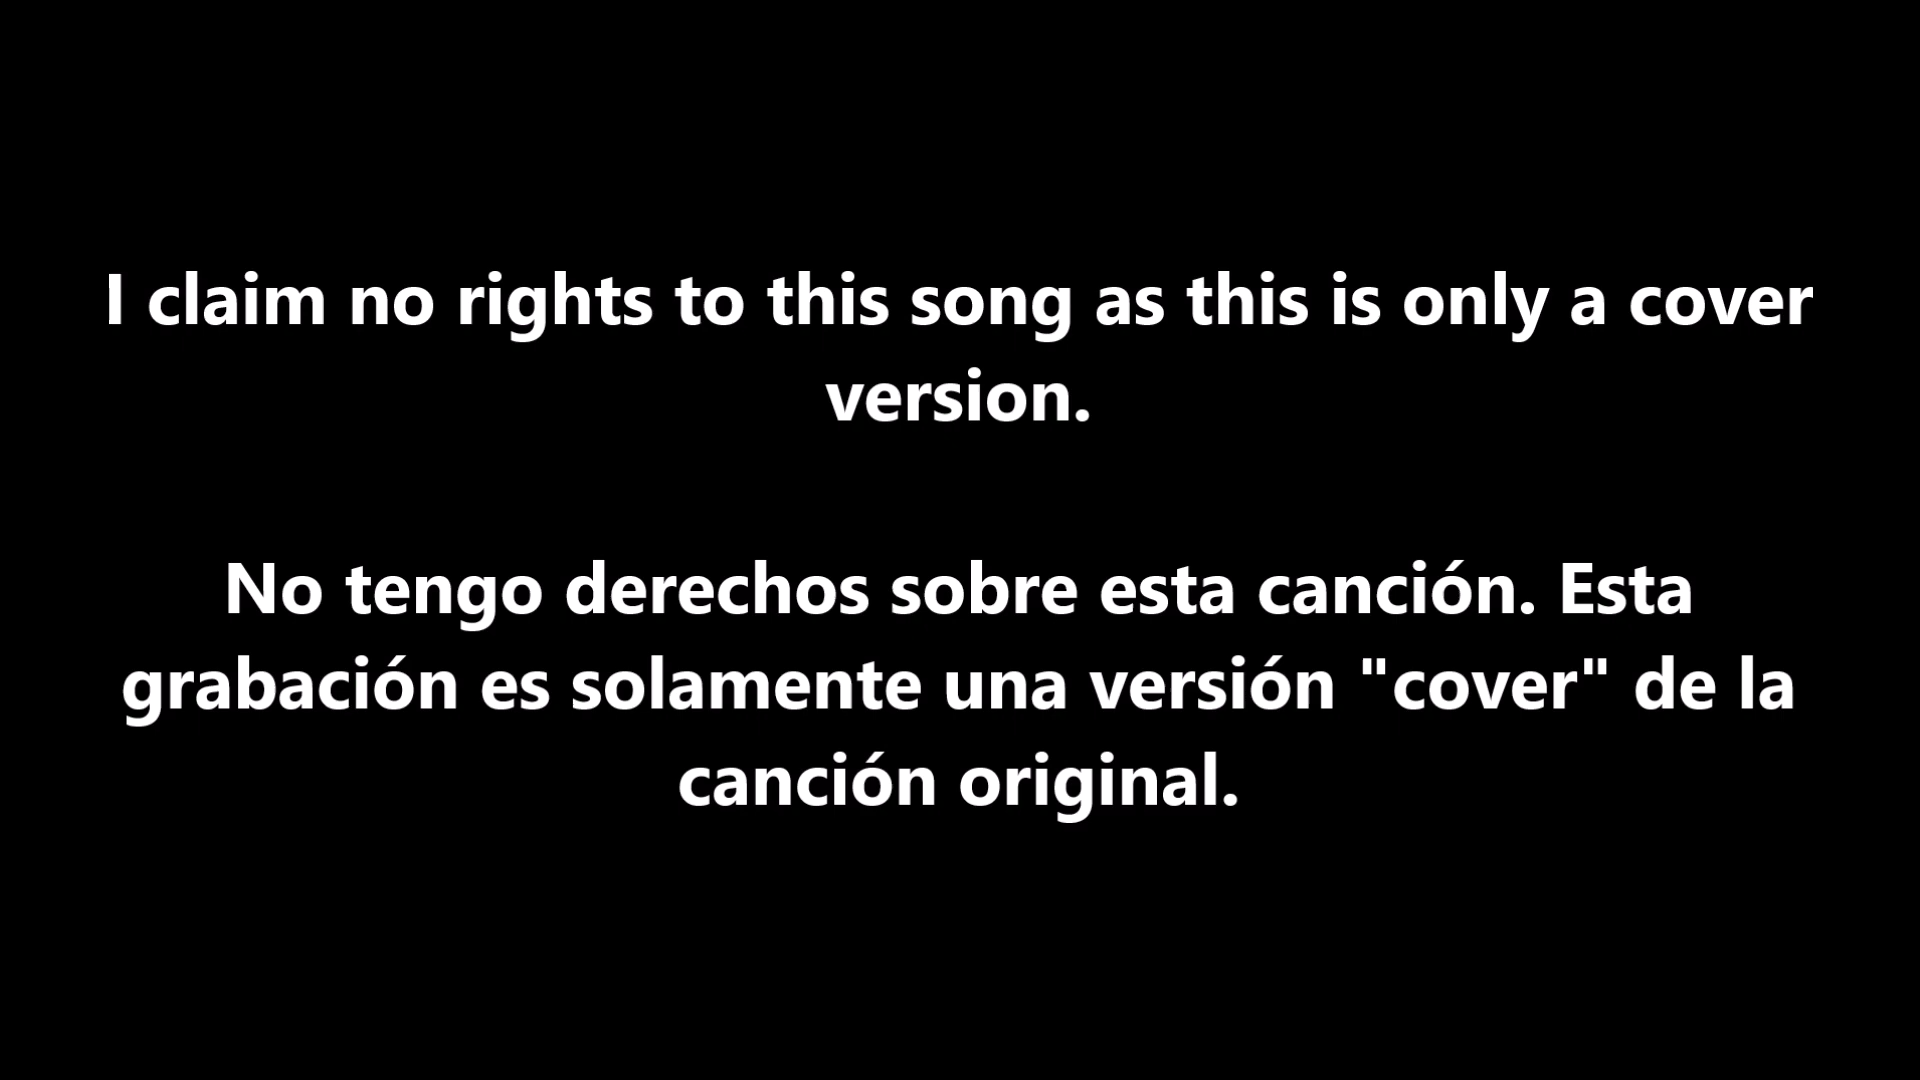 I claim no rights to this song as this is only a cover
version.
No tengo derechos sobre esta canción. Esta
grabación es solamente una versión "cover" de la
canción original.